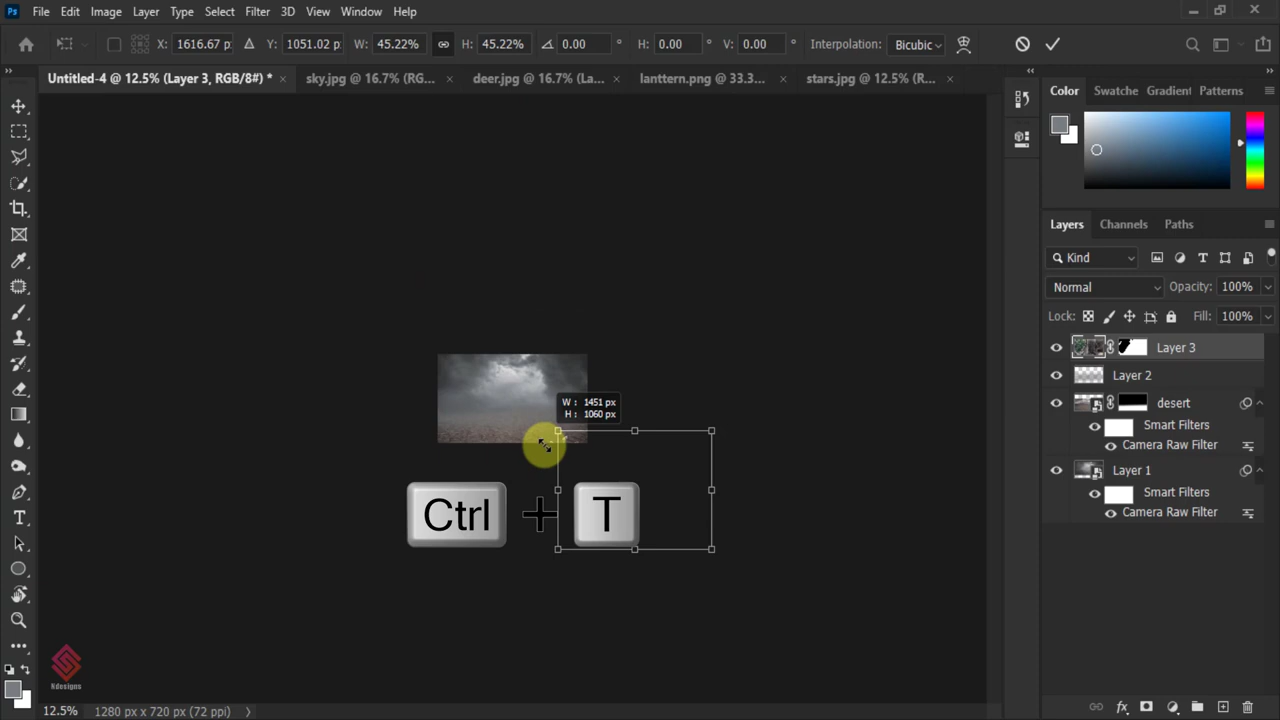 Ps File Edit Image Layer Type Select Filter 3D View Window Help
X: 1616.67 p Y: 1051.02 p W: 45.22% H: 45.22% 0.00 ° H: 0.00 ° V: 0.00 ° Interpolation: Bicubic
Untitled-4 @ 12.5% (Layer 3, RGB/8#) * × sky.jpg @ 16.7% (RG... × deer.jpg @ 16.7% (La... × lanttern.png @ 33.3... × stars.jpg @ 12.5% (R... ×
Color Swatche Gradien Patterns
Layers Channels Paths
Kind
Normal Opacity: 100%
Lock: Fill: 100%
Layer 3
Layer 2
desert
Smart Filters
Camera Raw Filter
Layer 1
Smart Filters
Camera Raw Filter
W : 1451 px
H : 1060 px
Ctrl + T
Ndesigns
12.5% 1280 px x 720 px (72 ppi)